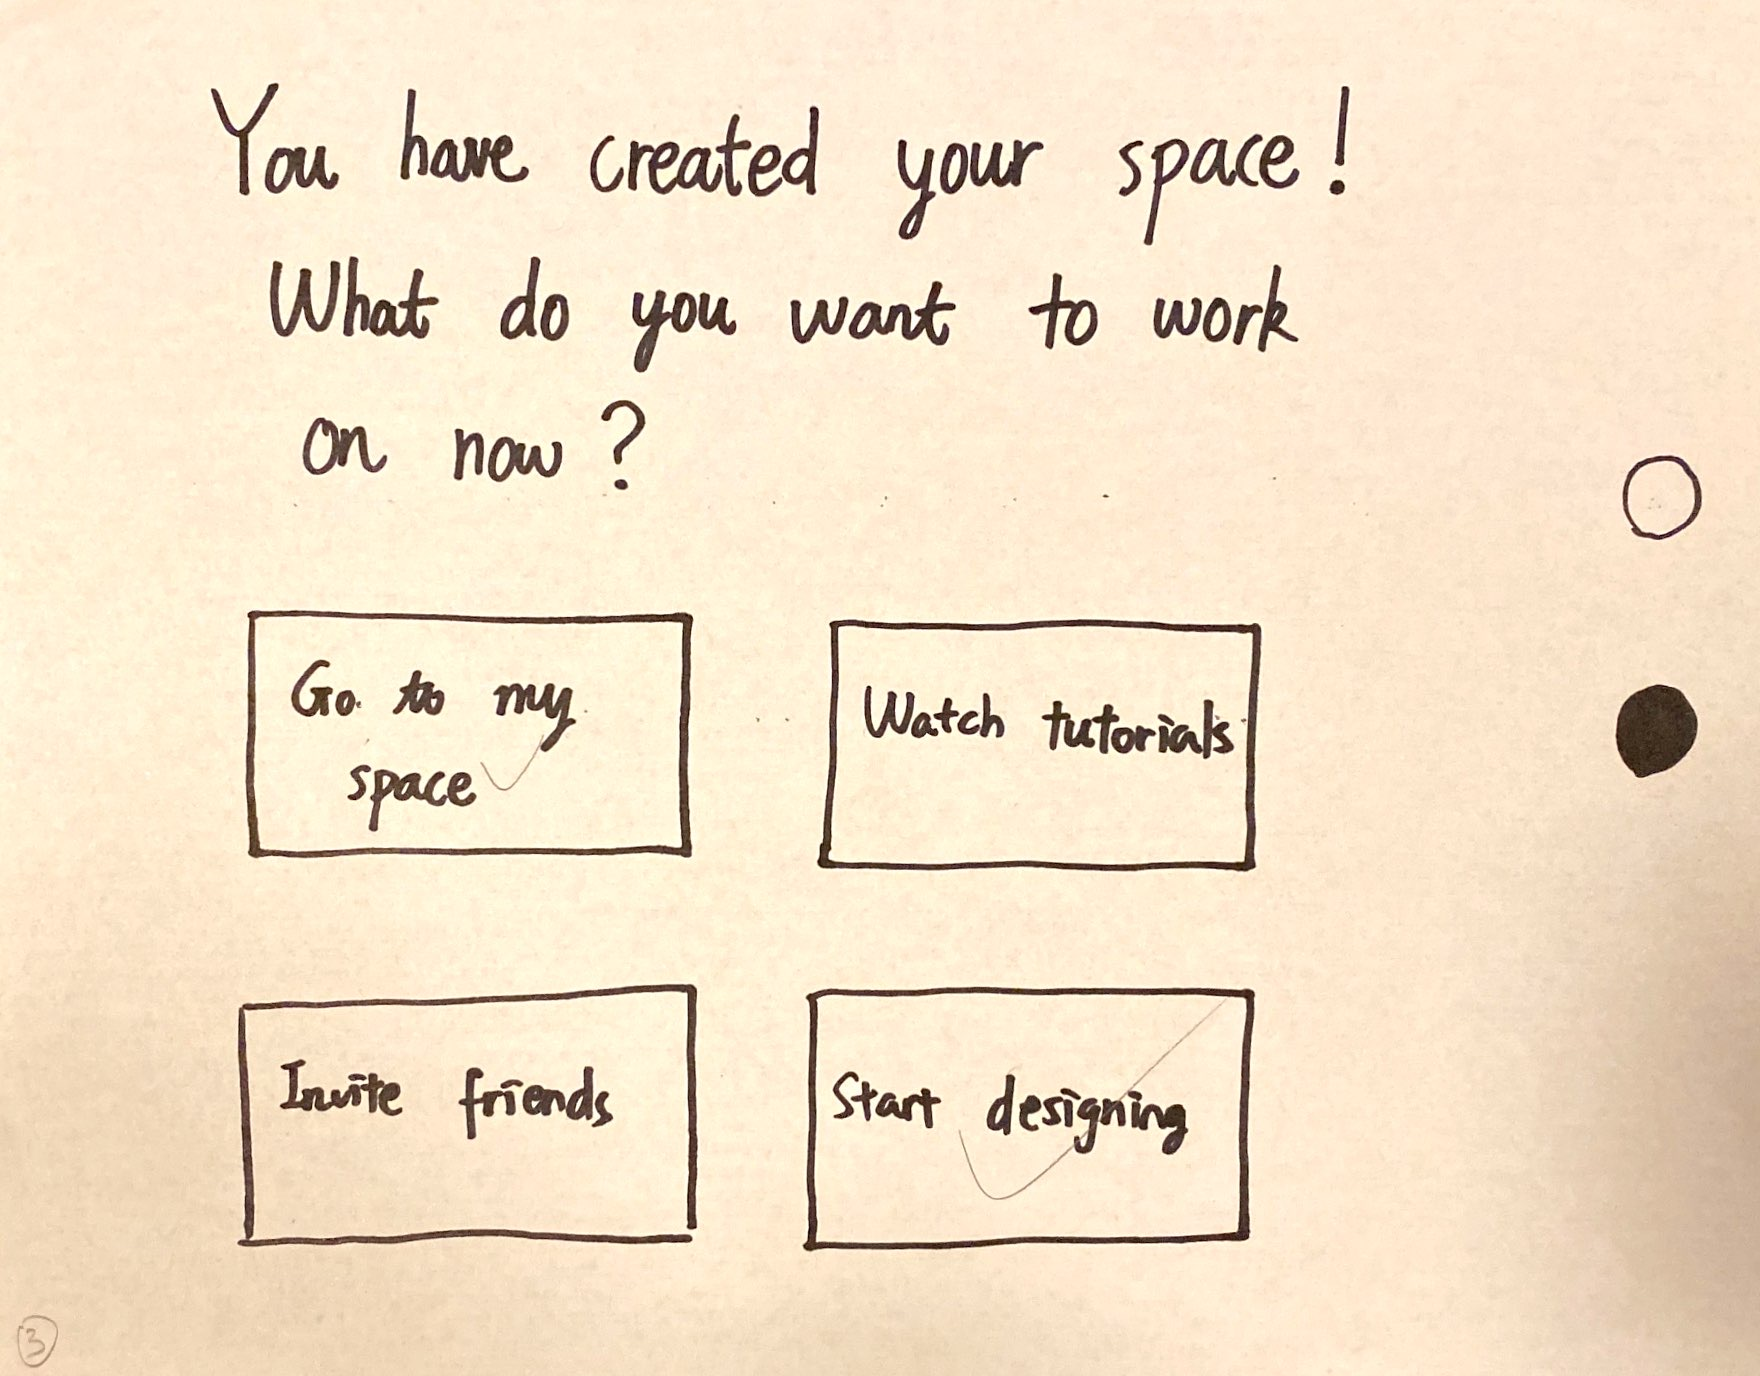 You have created your space!
What do you want to work
on now?
Go to my
space
Watch tutorials
Invite friends
Start designing
3